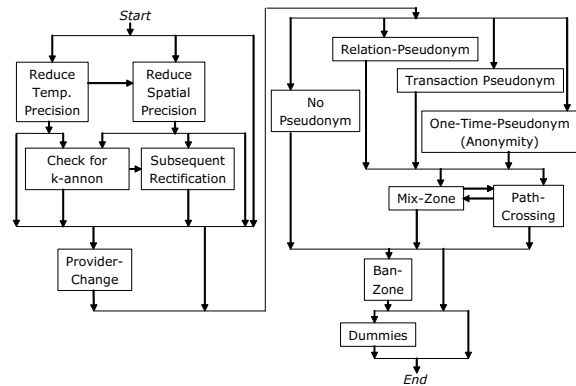 Start
Reduce
Temp.
Precision
Reduce
Spatial
Precision
Check for
k-annon
Subsequent
Rectification
Provider-
Change
Relation-Pseudonym
Transaction Pseudonym
No
Pseudonym
One-Time-Pseudonym
(Anonymity)
Mix-Zone
Path-
Crossing
Ban-
Zone
Dummies
End